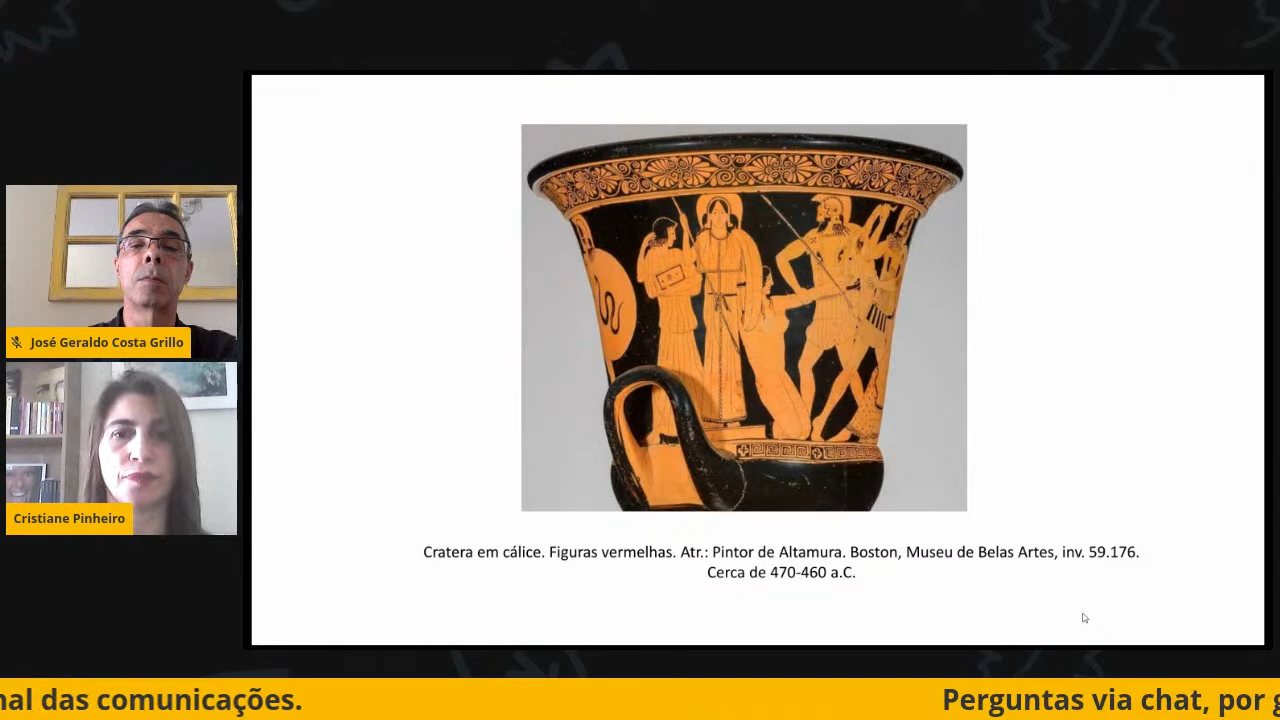 José Geraldo Costa Grillo
Cristiane Pinheiro
Cratera em cálice. Figuras vermelhas. Atr.: Pintor de Altamura. Boston, Museu de Belas Artes, inv. 59.176.
Cerca de 470-460 a.C.
das comunicações.
Perguntas via chat, por